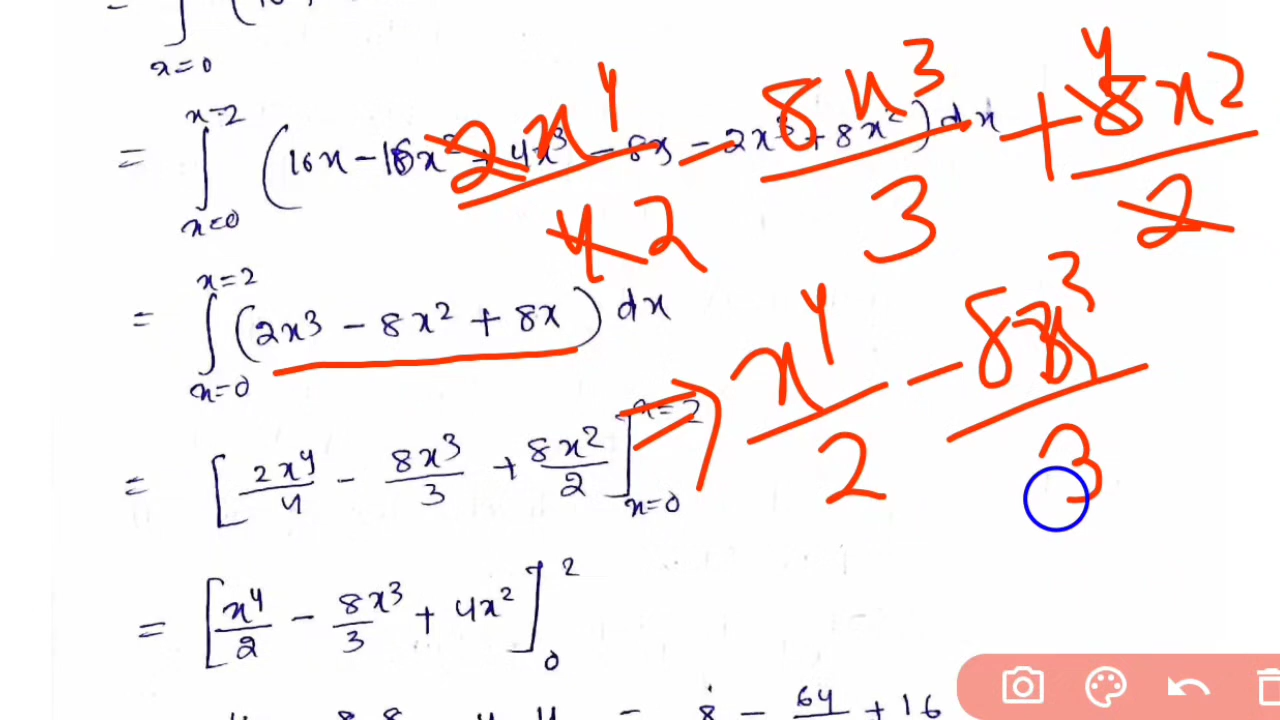 x=0
x=2
= ∫ (16x - 16x² + 4x³ - 8x - 2x³ + 8x²) dx
x=0
2x⁴/4 2 - 8x³/3 + 8x²/2 4
x=2
= ∫ (2x³ - 8x² + 8x) dx
x=0
⇒ x⁴/2 - 8x³/3
= [2x⁴/4 - 8x³/3 + 8x²/2] x=2
x=0
= [x⁴/2 - 8x³/3 + 4x²]₀²
= 8 - 64 + 16